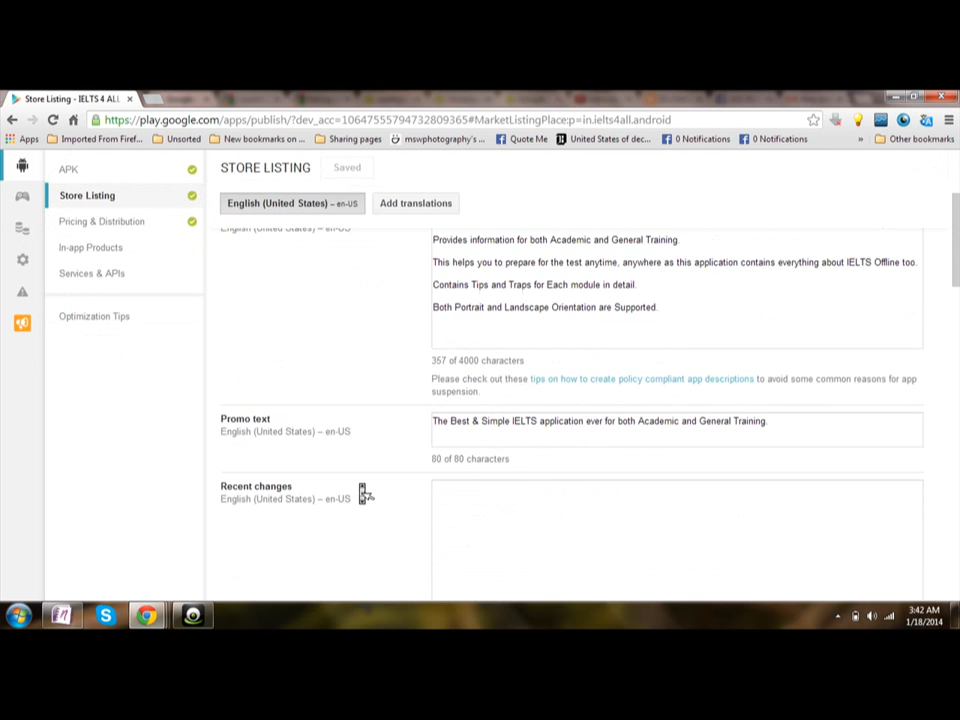 Store Listing - IELTS 4 ALL
https://play.google.com/apps/publish/?dev_acc=10647555794732809365#MarketListingPlace:p=in.ielts4all.android
Apps Imported From Firef... Unsorted New bookmarks on ... Sharing pages mswphotography's ... Quote Me United States of dec... 0 Notifications 0 Notifications » Other bookmarks
APK
STORE LISTING Saved
Store Listing
English (United States) – en-US Add translations
Pricing & Distribution
English (United States) – en-US
Provides information for both Academic and General Training.
In-app Products
This helps you to prepare for the test anytime, anywhere as this application contains everything about IELTS Offline too.
Services & APIs
Contains Tips and Traps for Each module in detail.
Both Portrait and Landscape Orientation are Supported.
Optimization Tips
357 of 4000 characters
Please check out these tips on how to create policy compliant app descriptions to avoid some common reasons for app
suspension.
Promo text
English (United States) – en-US
The Best & Simple IELTS application ever for both Academic and General Training.
80 of 80 characters
Recent changes
English (United States) – en-US
3:42 AM
1/18/2014